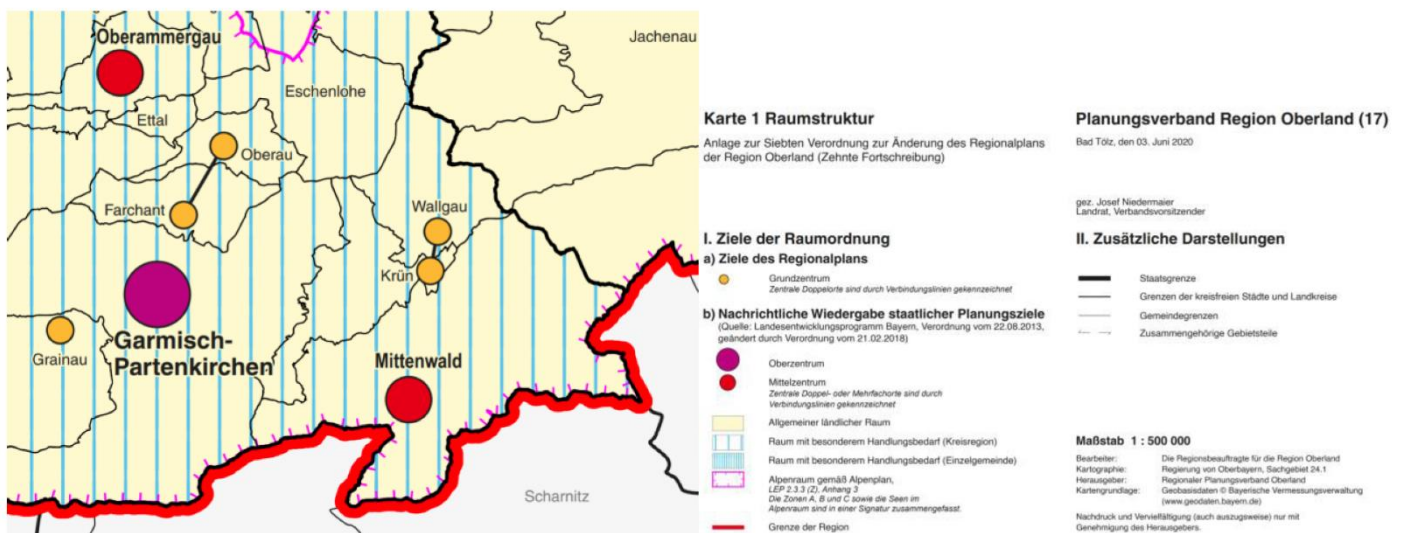 Oberammergau
Jachenau
Eschenlohe
Ettal
Oberau
Farchant
Wallgau
Krün
Grainau
Garmisch-
Partenkirchen
Mittenwald
Scharnitz
Karte 1 Raumstruktur
Anlage zur Siebten Verordnung zur Änderung des Regionalplans
der Region Oberland (Zehnte Fortschreibung)
Planungsverband Region Oberland (17)
Bad Tölz, den 03. Juni 2020
gez. Josef Niedermaier
Landrat, Verbandsvorsitzender
I. Ziele der Raumordnung
a) Ziele des Regionalplans
Grundzentrum
Zentrale Doppelorte sind durch Verbindungslinien gekennzeichnet
b) Nachrichtliche Wiedergabe staatlicher Planungsziele
(Quelle: Landesentwicklungsprogramm Bayern, Verordnung vom 22.08.2013,
geändert durch Verordnung vom 21.02.2018)
Oberzentrum
Mittelzentrum
Zentrale Doppel- oder Mehrfachorte sind durch
Verbindungslinien gekennzeichnet
Allgemeiner ländlicher Raum
Raum mit besonderem Handlungsbedarf (Kreisregion)
Raum mit besonderem Handlungsbedarf (Einzelgemeinde)
Alpenraum gemäß Alpenplan,
LEP 2.3.3 (Z), Anhang 3
Die Zonen A, B und C sowie die Seen im
Alpenraum sind in einer Signatur zusammengefasst.
Grenze der Region
II. Zusätzliche Darstellungen
Staatsgrenze
Grenzen der kreisfreien Städte und Landkreise
Gemeindegrenzen
Zusammengehörige Gebietsteile
Maßstab 1 : 500 000
Bearbeiter: Die Regionsbeauftragte für die Region Oberland
Kartographie: Regierung von Oberbayern, Sachgebiet 24.1
Herausgeber: Regionaler Planungsverband Oberland
Kartengrundlage: Geobasisdaten © Bayerische Vermessungsverwaltung
(www.geodaten.bayern.de)
Nachdruck und Vervielfältigung (auch auszugsweise) nur mit
Genehmigung des Herausgebers.